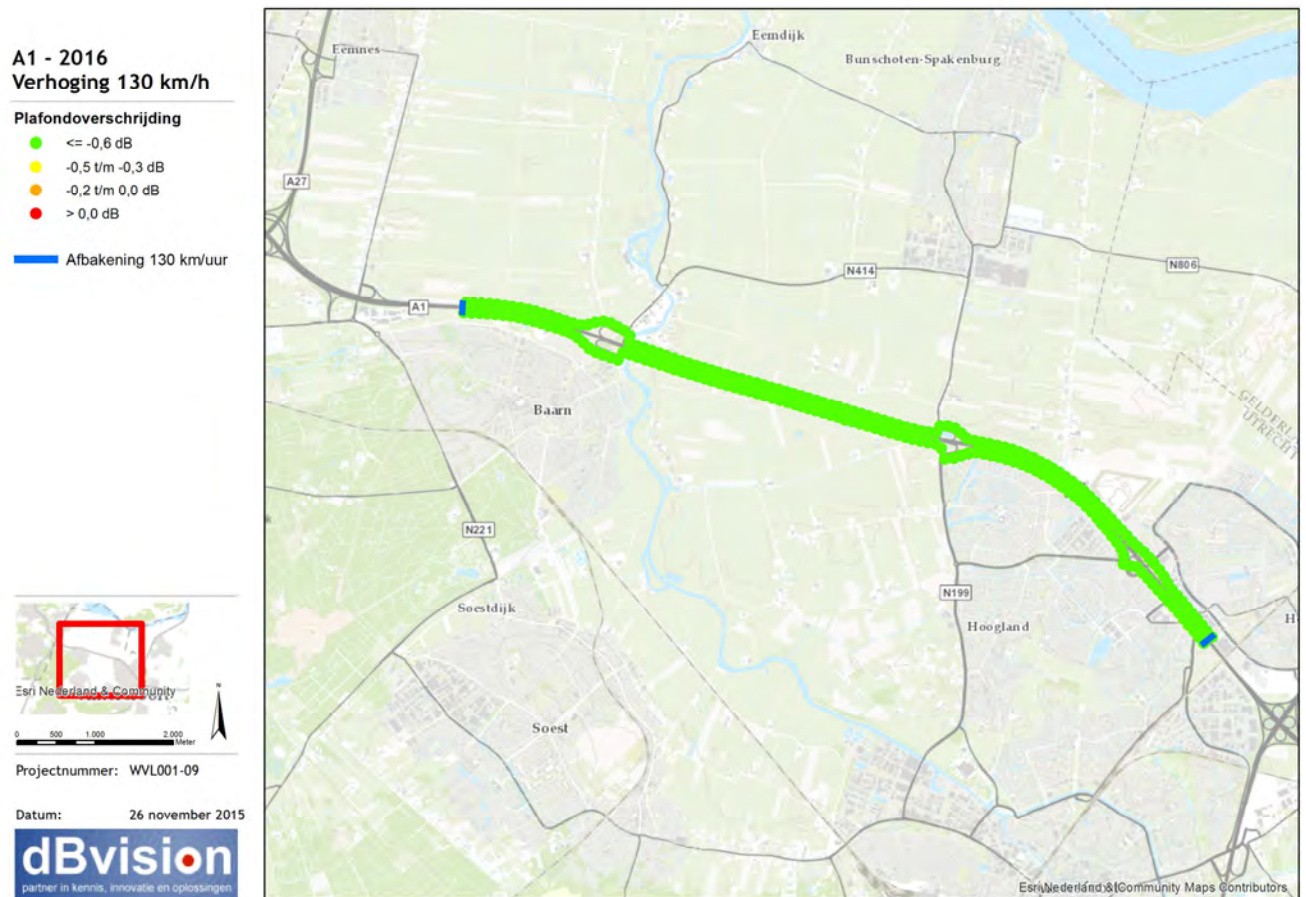 A1 - 2016
Verhoging 130 km/h
Plafondoverschrijding
<= -0,6 dB
-0,5 t/m -0,3 dB
-0,2 t/m 0,0 dB
> 0,0 dB
Afbakening 130 km/uur
Esri Nederland & Community
N
0 500 1.000 2.000
Meter
Projectnummer: WVL001-09
Datum: 26 november 2015
dBvision
partner in kennis, innovatie en oplossingen
Eemnes
Eemdijk
Bunschoten-Spakenburg
A27
N414
N806
A1
Baarn
GELDERLA
UTRECHT
N221
N199
Soestdijk
Hoogland
H
Soest
Esri Nederland & Community Maps Contributors